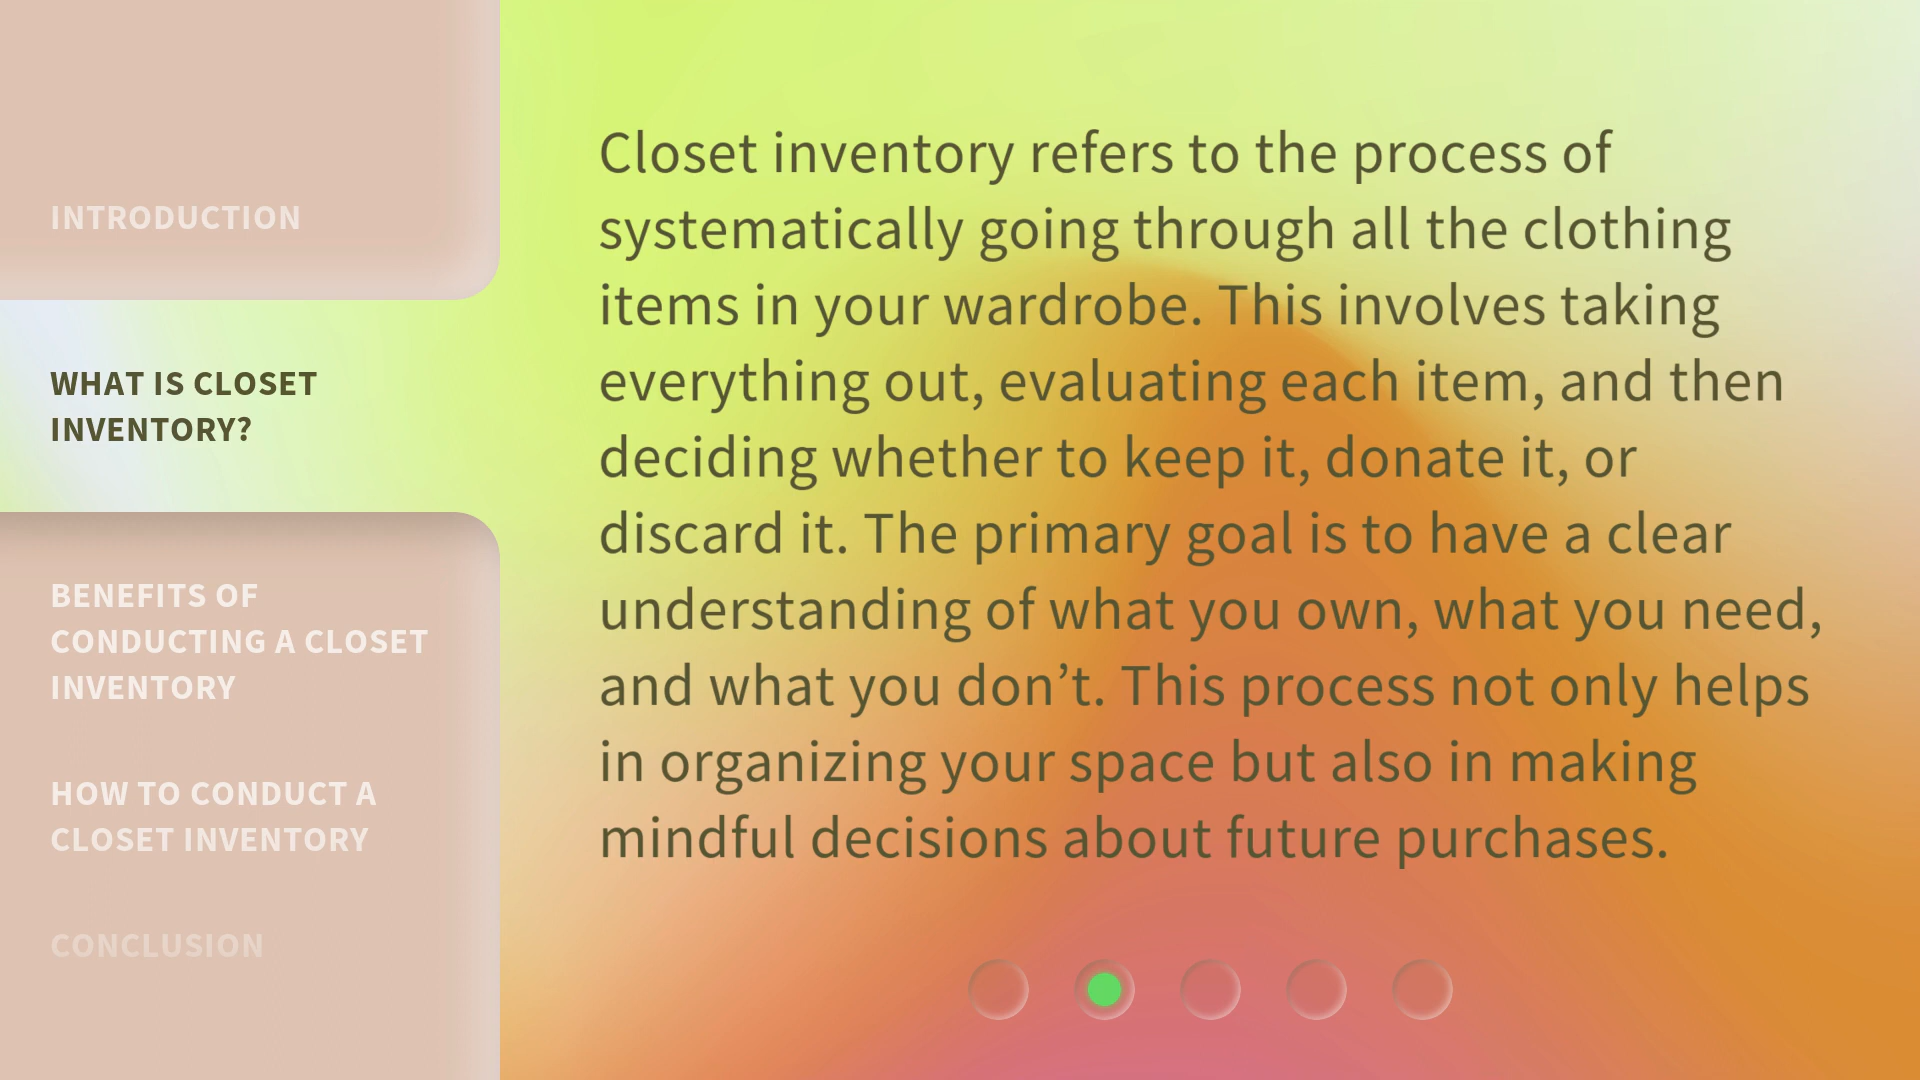 INTRODUCTION
WHAT IS CLOSET
INVENTORY?
BENEFITS OF
CONDUCTING A CLOSET
INVENTORY
HOW TO CONDUCT A
CLOSET INVENTORY
CONCLUSION
Closet inventory refers to the process of
systematically going through all the clothing
items in your wardrobe. This involves taking
everything out, evaluating each item, and then
deciding whether to keep it, donate it, or
discard it. The primary goal is to have a clear
understanding of what you own, what you need,
and what you don’t. This process not only helps
in organizing your space but also in making
mindful decisions about future purchases.